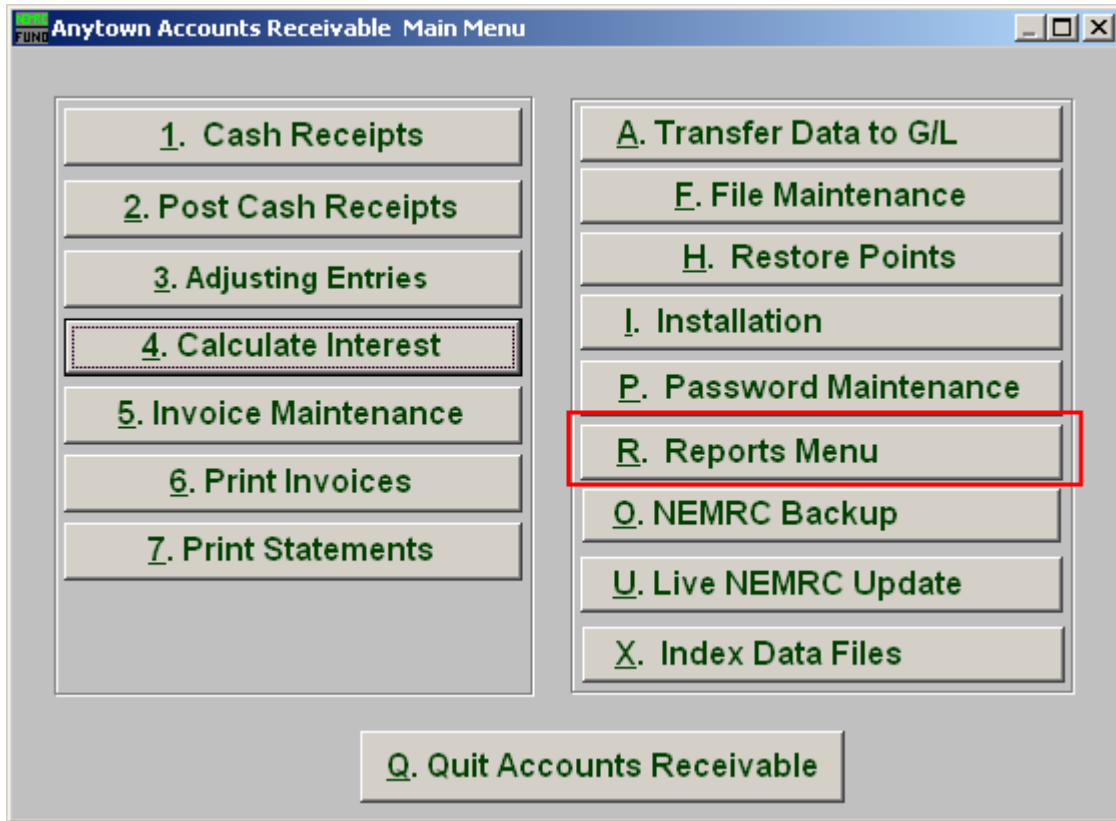 NEMRC
FUND
Anytown Accounts Receivable Main Menu
1. Cash Receipts
2. Post Cash Receipts
3. Adjusting Entries
4. Calculate Interest
5. Invoice Maintenance
6. Print Invoices
7. Print Statements
A. Transfer Data to G/L
F. File Maintenance
H. Restore Points
I. Installation
P. Password Maintenance
R. Reports Menu
O. NEMRC Backup
U. Live NEMRC Update
X. Index Data Files
Q. Quit Accounts Receivable